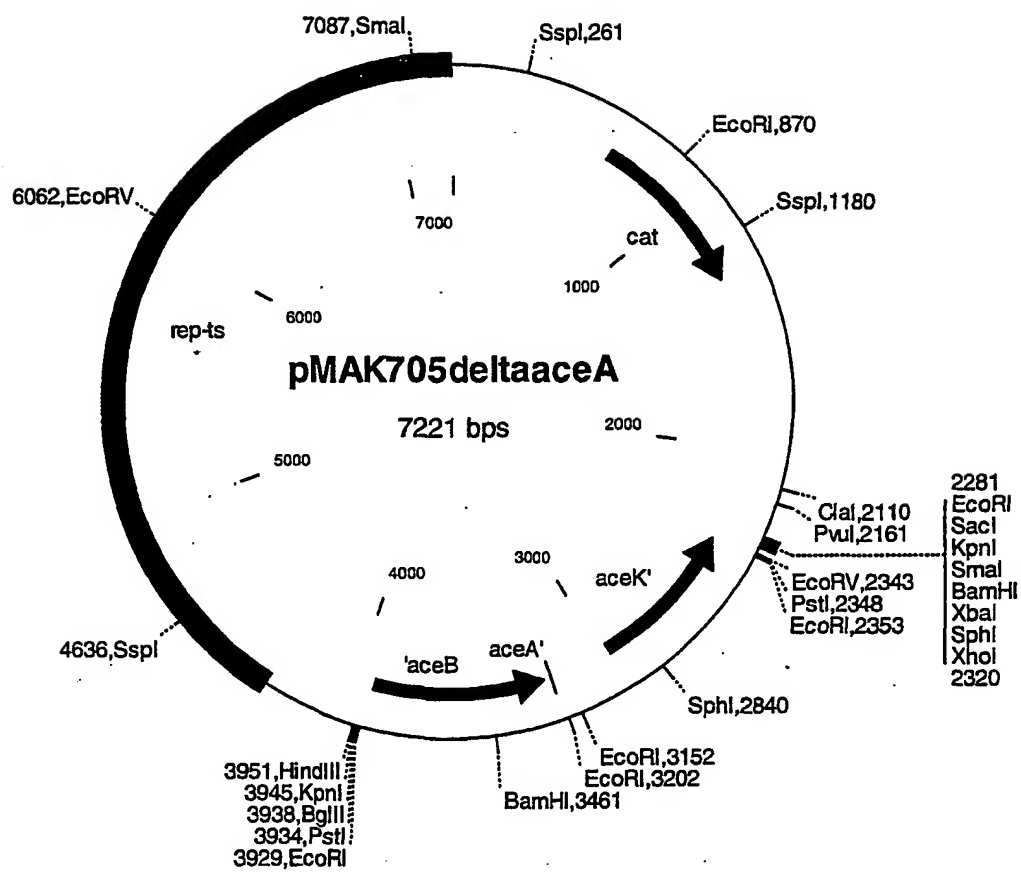 7087,SmaI
SspI,261
EcoRI,870
6062,EcoRV
SspI,1180
7000
cat
1000
6000
rep-ts
pMAK705deltaaceA
7221 bps
2000
5000
2281
EcoRI
SacI
KpnI
SmaI
BamHI
XbaI
SphI
XhoI
2320
ClaI,2110
PvuI,2161
EcoRV,2343
PstI,2348
EcoRI,2353
3000
aceK'
4000
4636,SspI
'aceB
aceA'
SphI,2840
EcoRI,3152
EcoRI,3202
BamHI,3461
3951,HindIII
3945,KpnI
3938,BglII
3934,PstI
3929,EcoRI